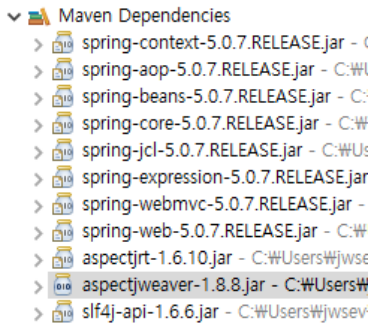 Maven Dependencies
spring-context-5.0.7.RELEASE.jar - C
spring-aop-5.0.7.RELEASE.jar - C:₩U
spring-beans-5.0.7.RELEASE.jar - C:
spring-core-5.0.7.RELEASE.jar - C:₩
spring-jcl-5.0.7.RELEASE.jar - C:₩Us
spring-expression-5.0.7.RELEASE.jar
spring-webmvc-5.0.7.RELEASE.jar -
spring-web-5.0.7.RELEASE.jar - C:₩
aspectjrt-1.6.10.jar - C:₩Users₩jwse
aspectjweaver-1.8.8.jar - C:₩Users₩
slf4j-api-1.6.6.jar - C:₩Users₩jwsev